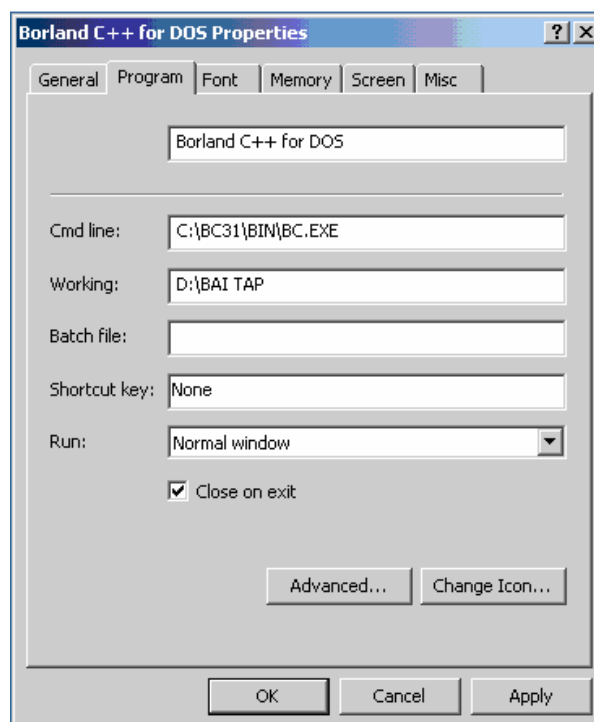 Borland C++ for DOS Properties
General Program Font Memory Screen Misc
Borland C++ for DOS
Cmd line: C:\BC31\BIN\BC.EXE
Working: D:\BAI TAP
Batch file:
Shortcut key: None
Run: Normal window
Close on exit
Advanced... Change Icon...
OK Cancel Apply